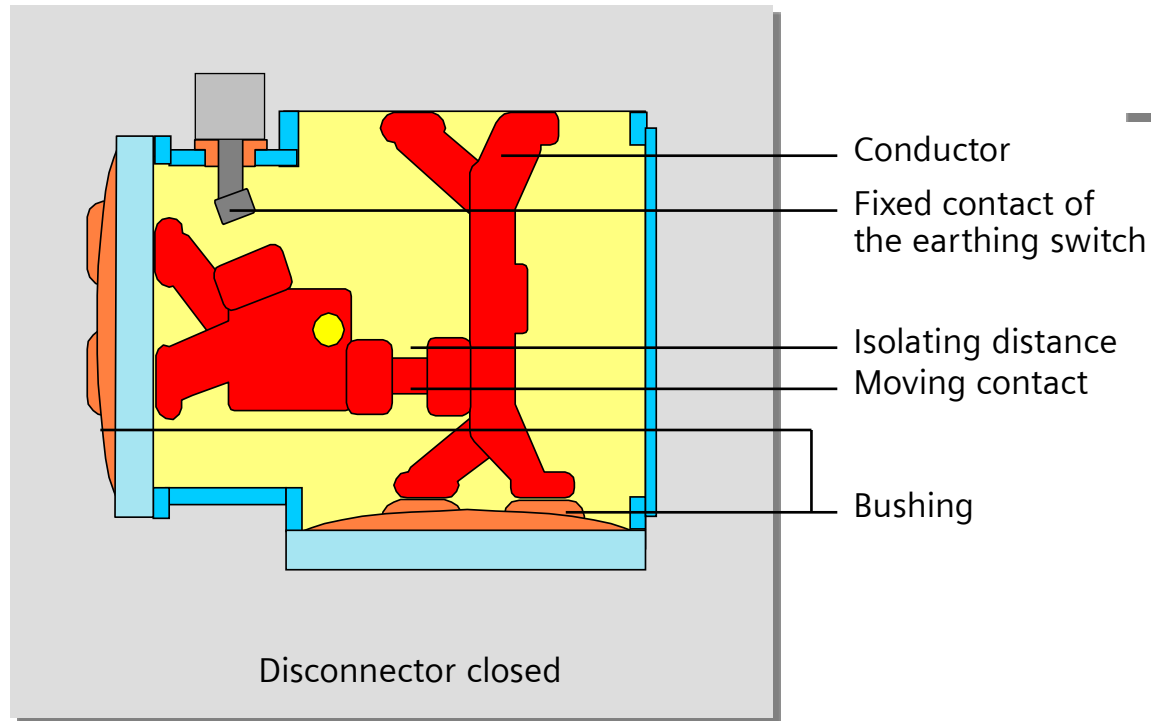 Conductor
Fixed contact of
the earthing switch
Isolating distance
Moving contact
Bushing
Disconnector closed